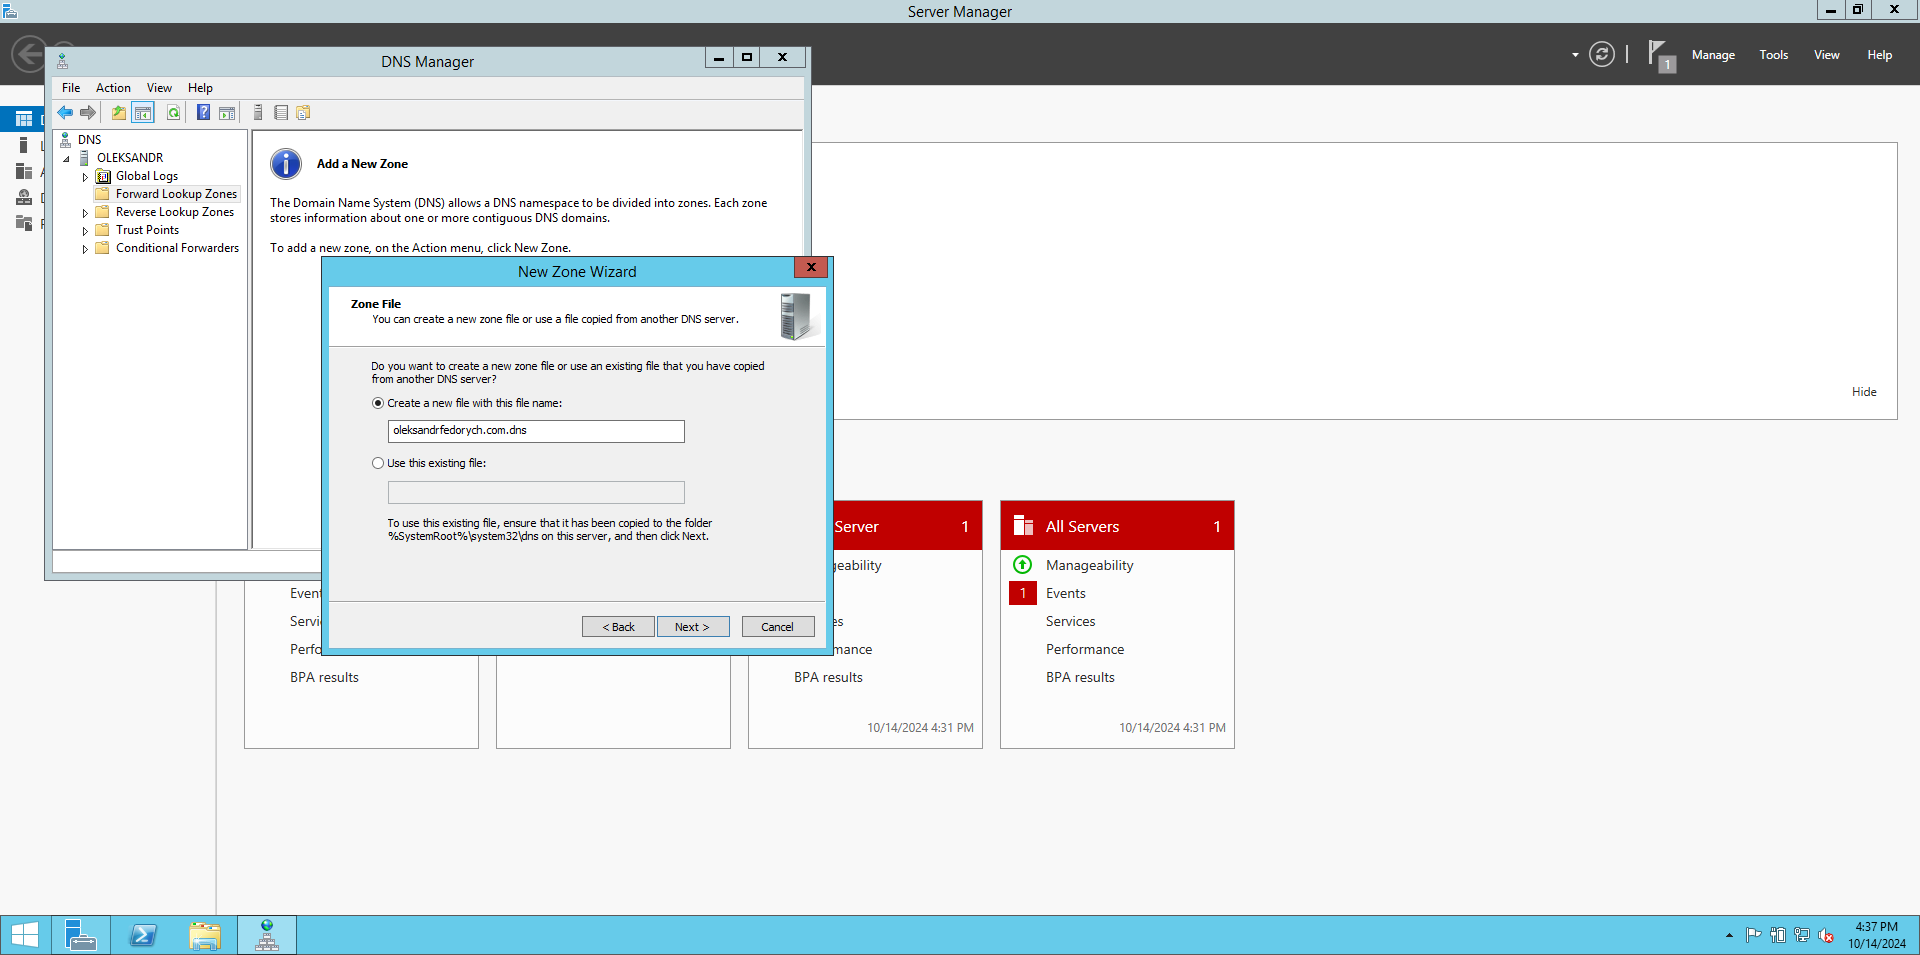 Server Manager
DNS Manager
1
Manage
Tools
View
Help
File
Action
View
Help
DNS
OLEKSANDR
Global Logs
Forward Lookup Zones
Reverse Lookup Zones
Trust Points
Conditional Forwarders
Add a New Zone
The Domain Name System (DNS) allows a DNS namespace to be divided into zones. Each zone
stores information about one or more contiguous DNS domains.
To add a new zone, on the Action menu, click New Zone.
New Zone Wizard
Zone File
You can create a new zone file or use a file copied from another DNS server.
Do you want to create a new zone file or use an existing file that you have copied
from another DNS server?
Create a new file with this file name:
oleksandrfedorych.com.dns
Use this existing file:
To use this existing file, ensure that it has been copied to the folder
%SystemRoot%\system32\dns on this server, and then click Next.
< Back
Next >
Cancel
Hide
BPA results
Server
1
BPA results
10/14/2024 4:31 PM
All Servers
1
Manageability
1
Events
Services
Performance
BPA results
10/14/2024 4:31 PM
4:37 PM
10/14/2024